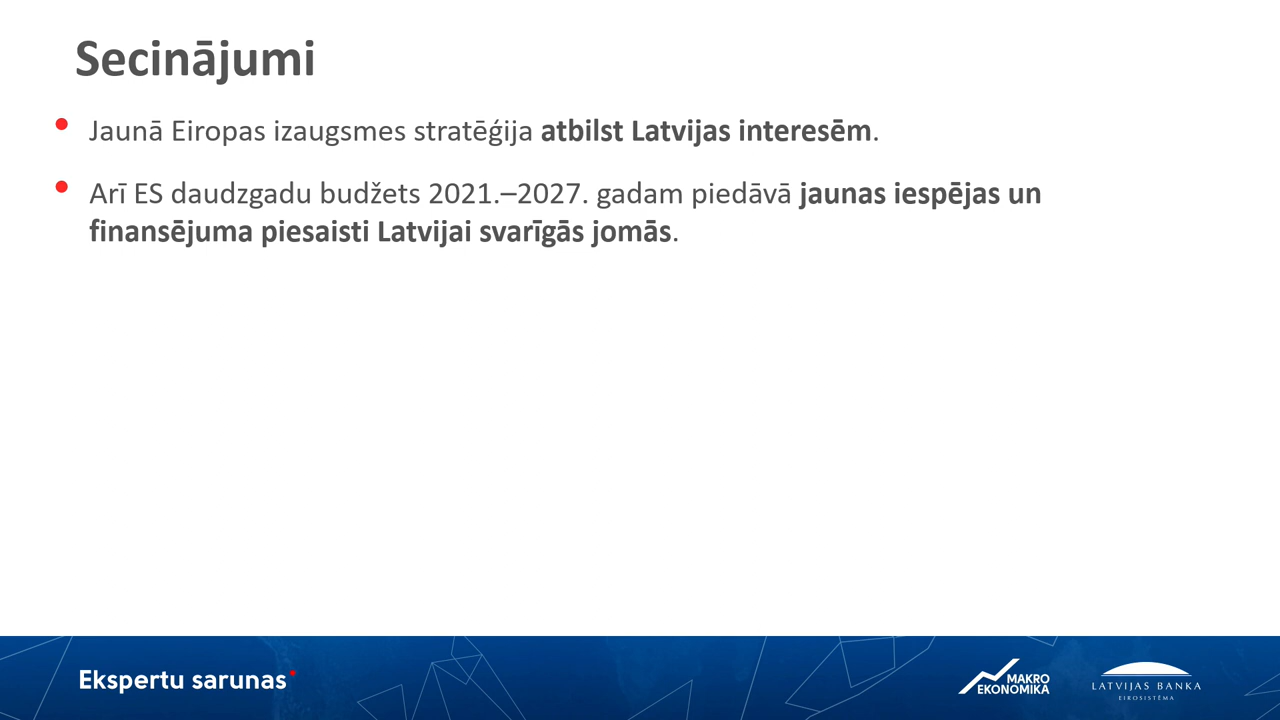 Secinājumi
Jaunā Eiropas izaugsmes stratēģija atbilst Latvijas interesēm.
Arī ES daudzgadu budžets 2021.–2027. gadam piedāvā jaunas iespējas un
finansējuma piesaisti Latvijai svarīgās jomās.
Ekspertu sarunas
MAKRO
EKONOMIKA
LATVIJAS BANKA
EIROSISTĒMA